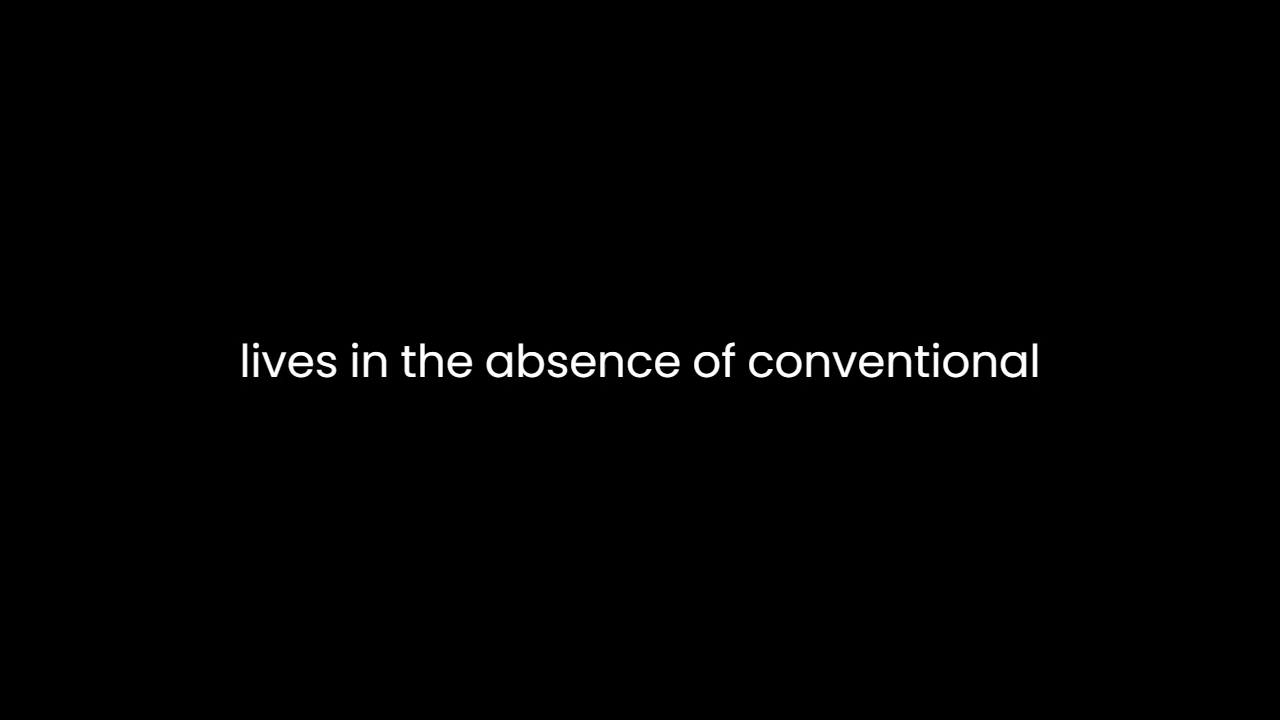 lives in the absence of conventional